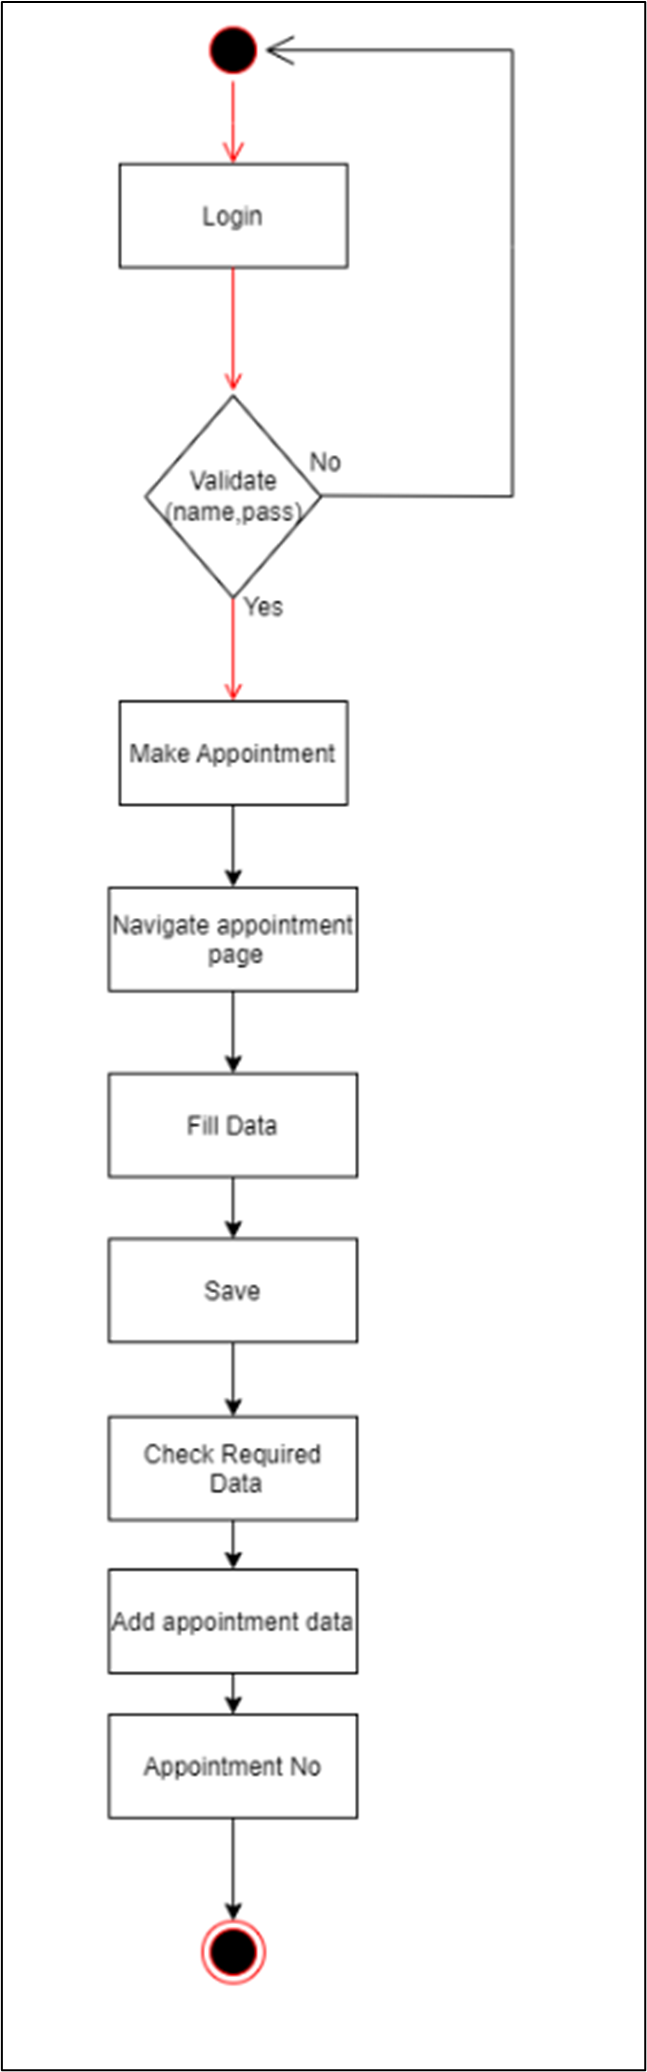 Login
No
Validate
(name,pass)
Yes
Make Appointment
Navigate appointment
page
Fill Data
Save
Check Required
Data
Add appointment data
Appointment No